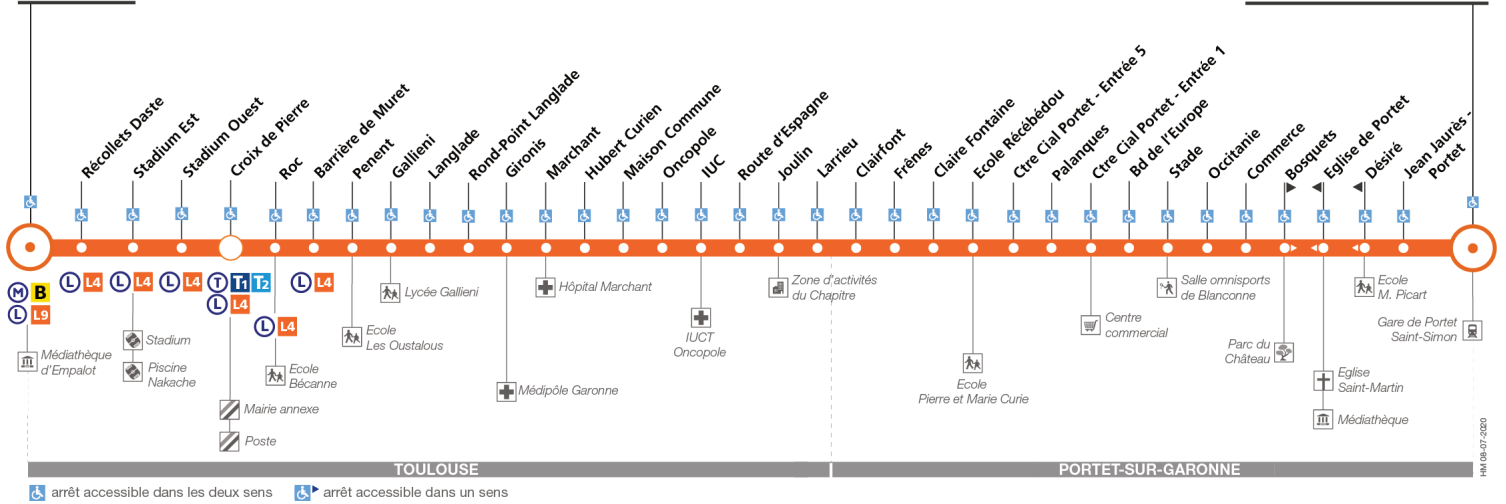 Récollets Daste
Stadium Est
Stadium Ouest
Croix de Pierre
Roc
Barrière de Muret
Penent
Gallieni
Langlade
Rond-Point Langlade
Gironis
Marchant
Hubert Curien
Maison Commune
Oncopole
IUC
Route d'Espagne
Joulin
Larrieu
Clairfont
Frênes
Claire Fontaine
Ecole Récébédou
Ctre Cial Portet - Entrée 5
Palanques
Ctre Cial Portet - Entrée 1
Bd de l'Europe
Stade
Occitanie
Commerce
Bosquets
Eglise de Portet
Désiré
Jean Jaurès -
Portet
M B
L L9
L L4
L L4
L L4
T T1 T2
L L4
L L4
L L4
Médiathèque
d'Empalot
Stadium
Piscine
Nakache
Mairie annexe
Poste
Ecole
Bécanne
Ecole
Les Oustalous
Lycée Gallieni
Médipôle Garonne
Hôpital Marchant
IUCT
Oncopole
Zone d'activités
du Chapitre
Ecole
Pierre et Marie Curie
Centre
commercial
Salle omnisports
de Blanconne
Parc du
Château
Eglise
Saint-Martin
Médiathèque
Ecole
M. Picart
Gare de Portet
Saint-Simon
HM 08-07-2020
TOULOUSE
PORTET-SUR-GARONNE
arrêt accessible dans les deux sens
arrêt accessible dans un sens